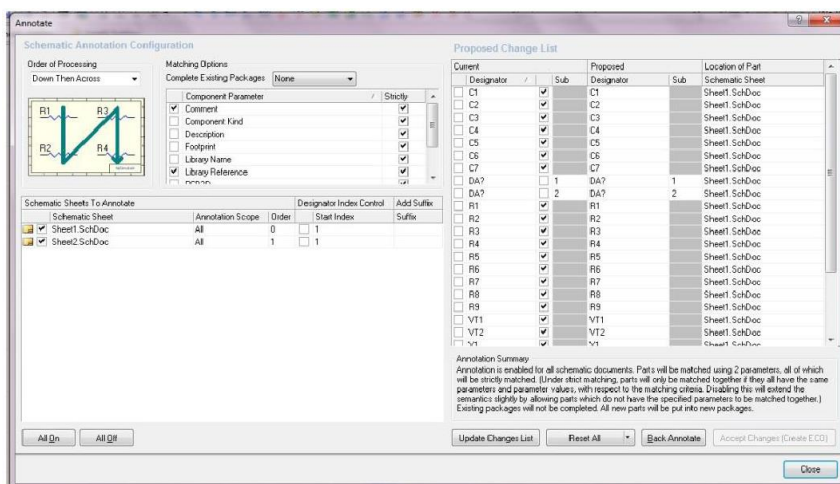 Annotate
Schematic Annotation Configuration
Order of Processing
Down Then Across
R1 R3
R2 R4
Matching Options
Complete Existing Packages None
Component Parameter Strictly
Comment
Component Kind
Description
Footprint
Library Name
Library Reference
Schematic Sheets To Annotate Designator Index Control Add Suffix
Schematic Sheet Annotation Scope Order Start Index Suffix
Sheet1.SchDoc All 0 1
Sheet2.SchDoc All 1 1
All On All Off
Proposed Change List
Current Proposed Location of Part
Designator Sub Designator Sub Schematic Sheet
C1 C1 Sheet1.SchDoc
C2 C2 Sheet1.SchDoc
C3 C3 Sheet1.SchDoc
C4 C4 Sheet1.SchDoc
C5 C5 Sheet1.SchDoc
C6 C6 Sheet1.SchDoc
C7 C7 Sheet1.SchDoc
DA? 1 DA? 1 Sheet1.SchDoc
DA? 2 DA? 2 Sheet1.SchDoc
R1 R1 Sheet1.SchDoc
R2 R2 Sheet1.SchDoc
R3 R3 Sheet1.SchDoc
R4 R4 Sheet1.SchDoc
R5 R5 Sheet1.SchDoc
R6 R6 Sheet1.SchDoc
R7 R7 Sheet1.SchDoc
R8 R8 Sheet1.SchDoc
R9 R9 Sheet1.SchDoc
VT1 VT1 Sheet1.SchDoc
VT2 VT2 Sheet1.SchDoc
Sheet1.SchDoc
Annotation Summary
Annotation is enabled for all schematic documents. Parts will be matched using 2 parameters, all of which
will be strictly matched. (Under strict matching, parts will only be matched together if they all have the same
parameters and parameter values, with respect to the matching criteria. Disabling this will extend the
semantics slightly by allowing parts which do not have the specified parameters to be matched together.)
Existing packages will not be completed. All new parts will be put into new packages.
Update Changes List Reset All Back Annotate Accept Changes (Create ECO)
Close